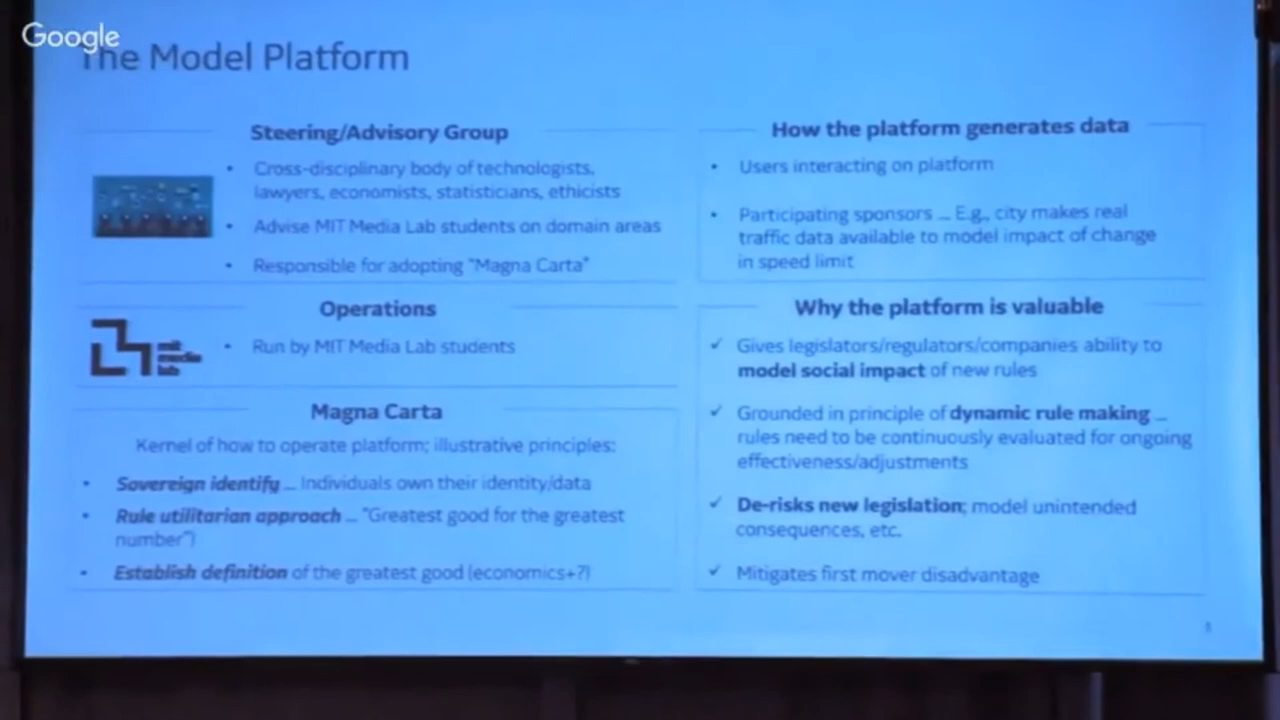 Google
The Model Platform
Steering/Advisory Group
• Cross-disciplinary body of technologists,
lawyers, economists, statisticians, ethicists
• Advise MIT Media Lab students on domain areas
• Responsible for adopting "Magna Carta"
Operations
• Run by MIT Media Lab students
Magna Carta
Kernel of how to operate platform; illustrative principles:
• Sovereign identify ... Individuals own their identity/data
• Rule utilitarian approach ... "Greatest good for the greatest
number")
• Establish definition of the greatest good (economics+?)
How the platform generates data
• Users interacting on platform
• Participating sponsors ... E.g., city makes real
traffic data available to model impact of change
in speed limit
Why the platform is valuable
✓ Gives legislators/regulators/companies ability to
model social impact of new rules
✓ Grounded in principle of dynamic rule making ...
rules need to be continuously evaluated for ongoing
effectiveness/adjustments
✓ De-risks new legislation; model unintended
consequences, etc.
✓ Mitigates first mover disadvantage